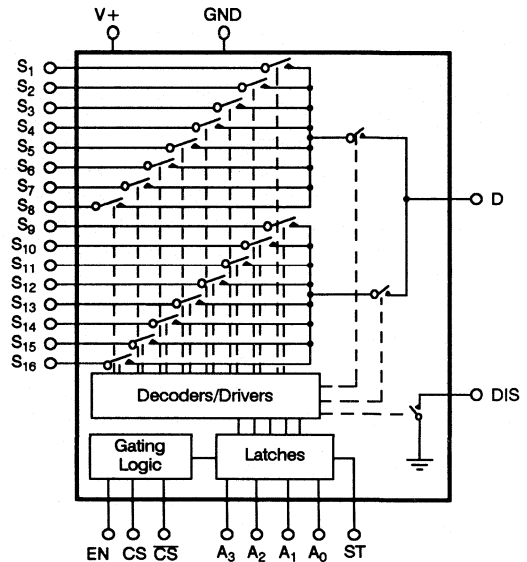 V+ GND
S1
S2
S3
S4
S5
S6
S7
S8
S9
S10
S11
S12
S13
S14
S15
S16
D
Decoders/Drivers
DIS
Gating
Logic
Latches
EN CS C̅S̅ A3 A2 A1 A0 ST